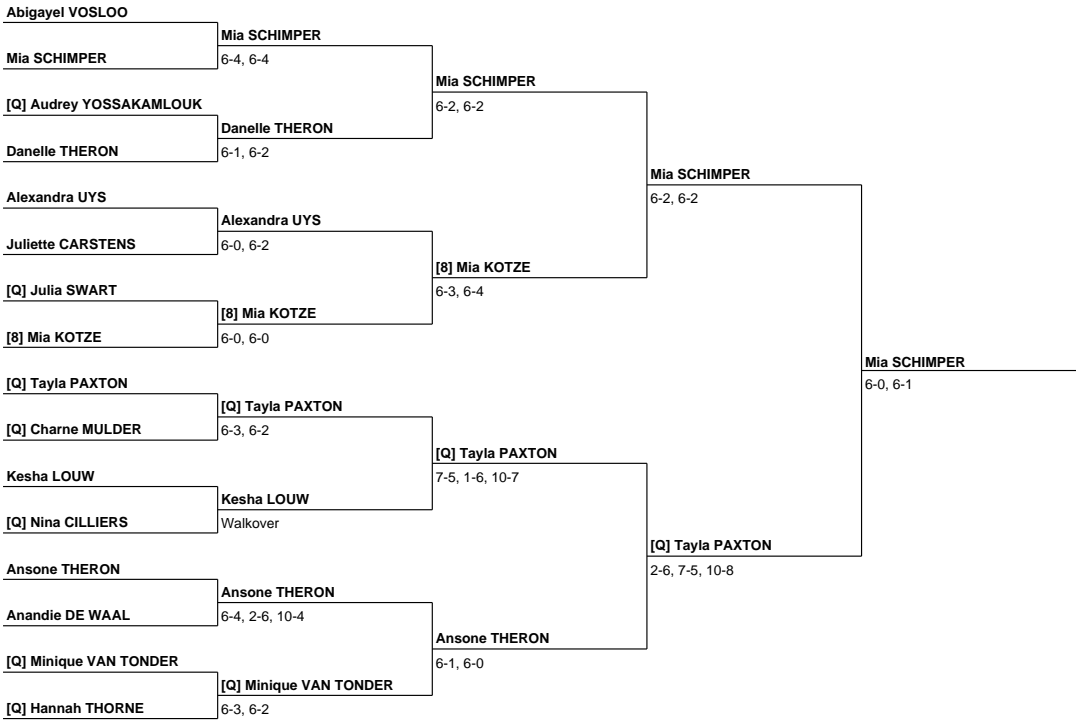 Abigayel VOSLOO
Mia SCHIMPER
[Q] Audrey YOSSAKAMLOUK
Danelle THERON
Alexandra UYS
Juliette CARSTENS
[Q] Julia SWART
[8] Mia KOTZE
[Q] Tayla PAXTON
[Q] Charne MULDER
Kesha LOUW
[Q] Nina CILLIERS
Ansone THERON
Anandie DE WAAL
[Q] Minique VAN TONDER
[Q] Hannah THORNE
Mia SCHIMPER
6-4, 6-4
Danelle THERON
6-1, 6-2
Alexandra UYS
6-0, 6-2
[8] Mia KOTZE
6-0, 6-0
[Q] Tayla PAXTON
6-3, 6-2
Kesha LOUW
Walkover
Ansone THERON
6-4, 2-6, 10-4
[Q] Minique VAN TONDER
6-3, 6-2
Mia SCHIMPER
6-2, 6-2
[8] Mia KOTZE
6-3, 6-4
[Q] Tayla PAXTON
7-5, 1-6, 10-7
Ansone THERON
6-1, 6-0
Mia SCHIMPER
6-2, 6-2
[Q] Tayla PAXTON
2-6, 7-5, 10-8
Mia SCHIMPER
6-0, 6-1